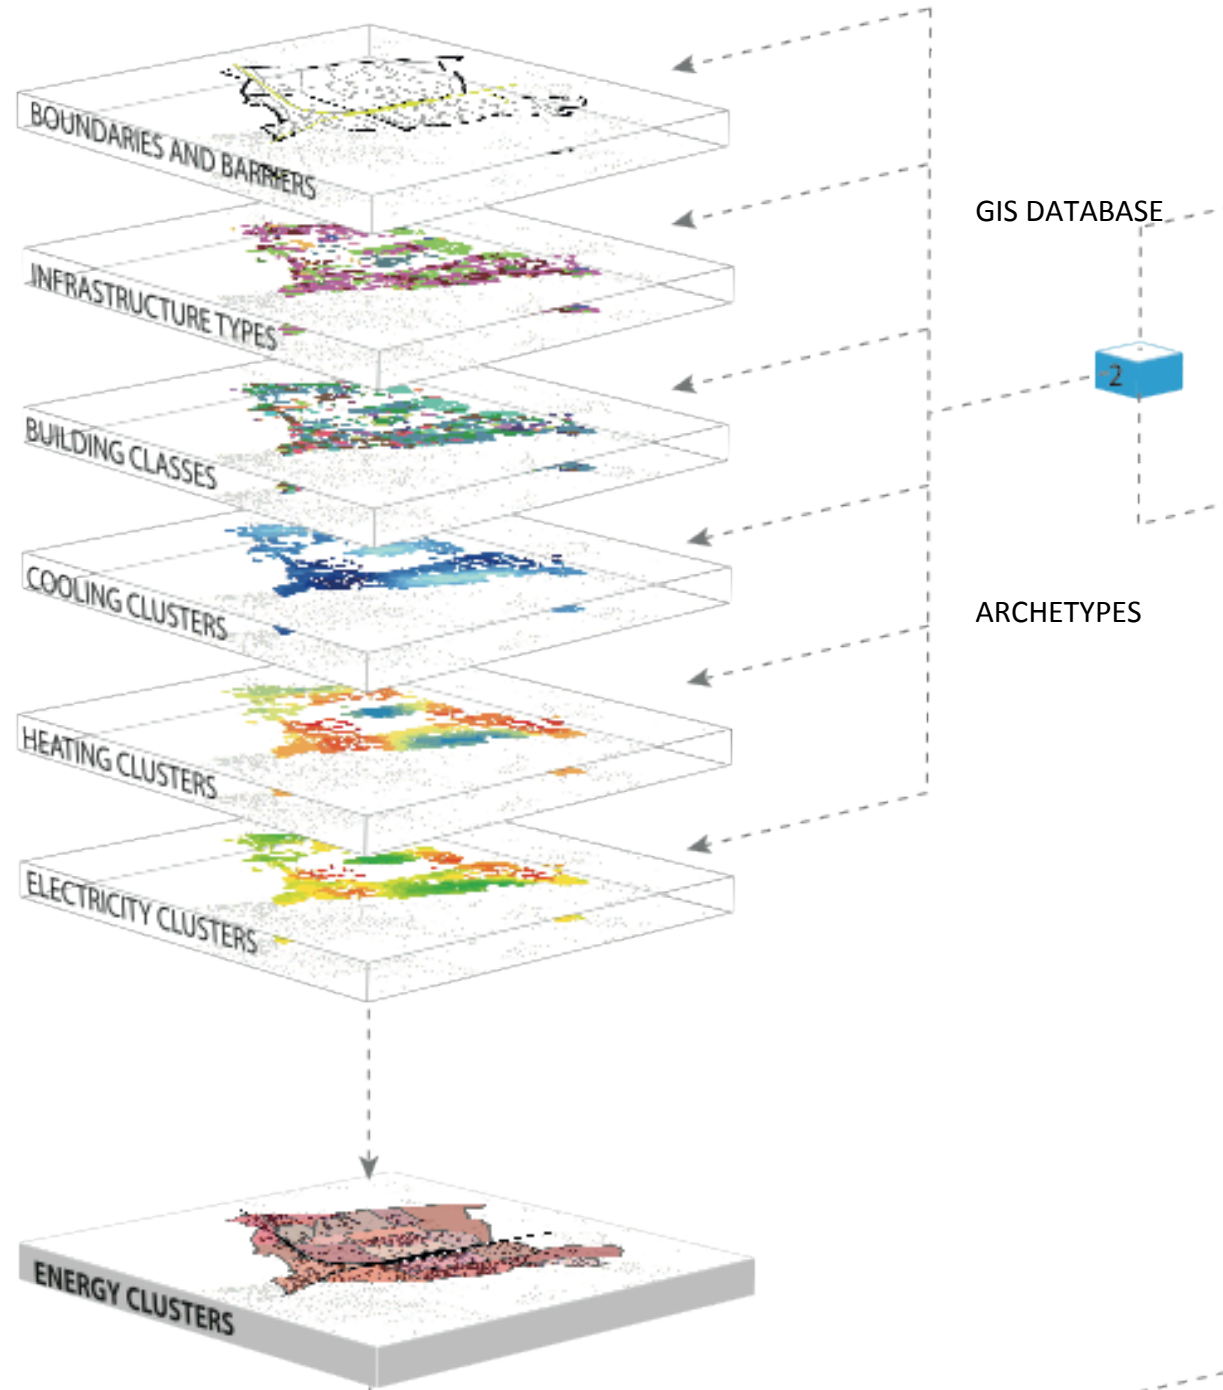 BOUNDARIES AND BARRIERS
INFRASTRUCTURE TYPES
GIS DATABASE
-2
BUILDING CLASSES
COOLING CLUSTERS
ARCHETYPES
HEATING CLUSTERS
ELECTRICITY CLUSTERS
ENERGY CLUSTERS